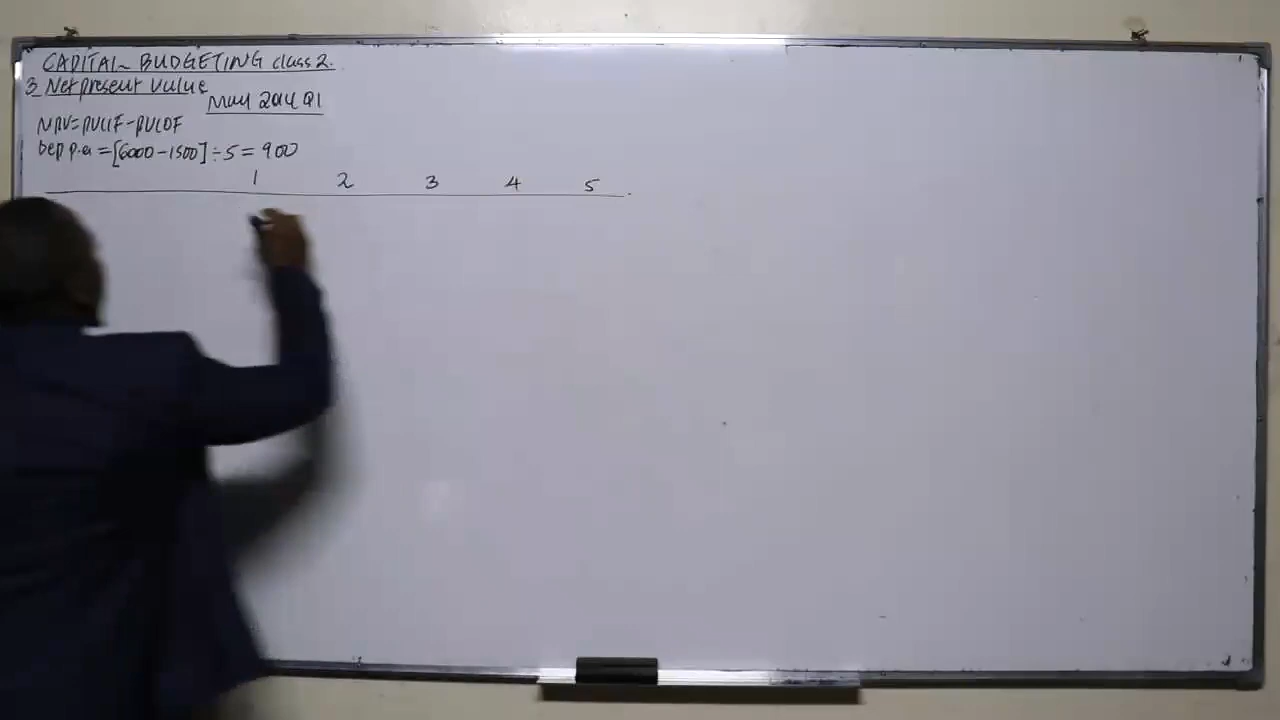 CAPITAL BUDGETING class 2.
3 Net present value
May 2014 Q1
NPV = PVCIF - PVCOF
Dep p.a = [6000 - 1500] ÷ 5 = 900
1 2 3 4 5